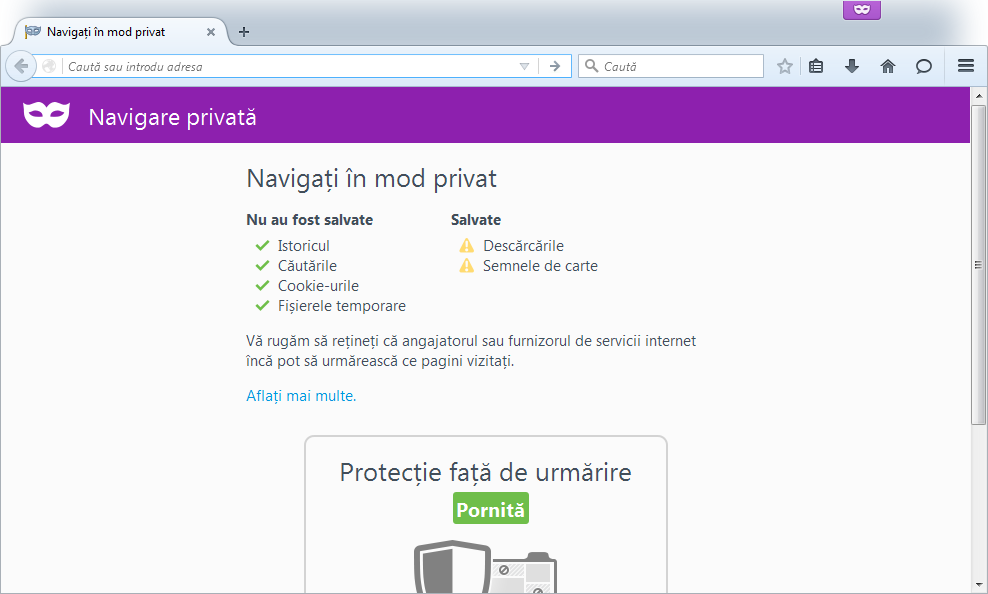 Navigați în mod privat
Caută sau introdu adresa
Caută
Navigare privată
Navigați în mod privat
Nu au fost salvate
Istoricul
Căutările
Cookie-urile
Fișierele temporare
Salvate
Descărcările
Semnele de carte
Vă rugăm să rețineți că angajatorul sau furnizorul de servicii internet
încă pot să urmărească ce pagini vizitați.
Aflați mai multe.
Protecție față de urmărire
Pornită